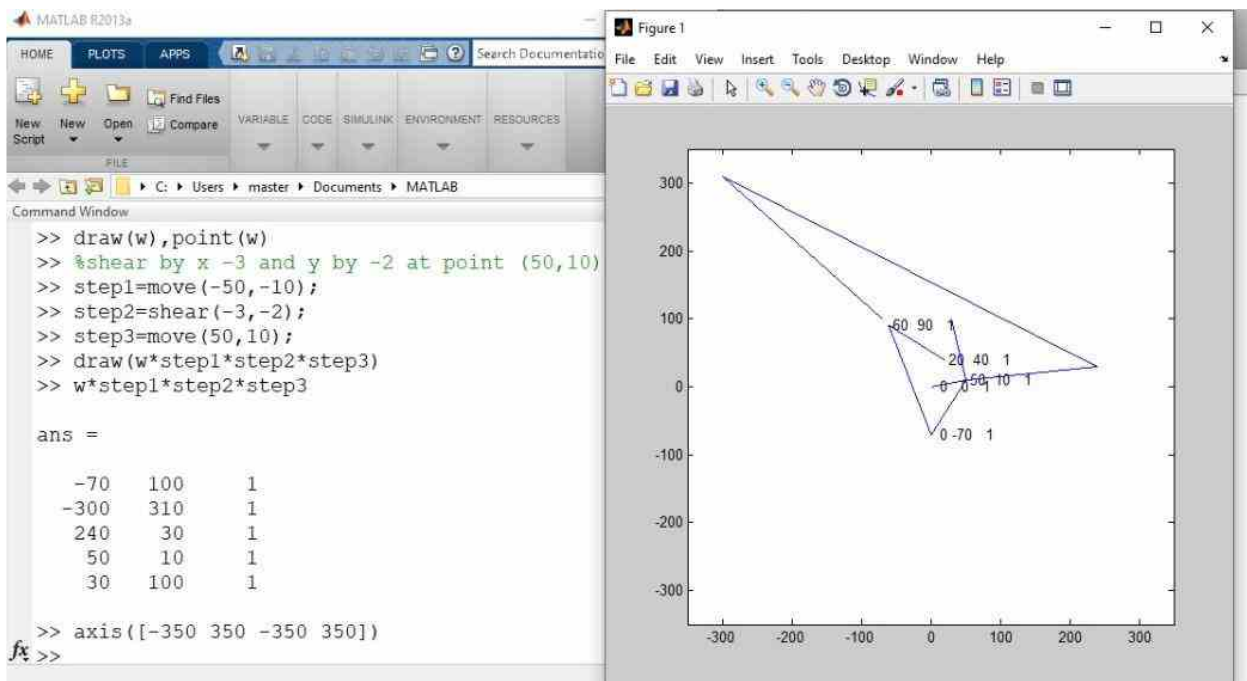 MATLAB R2013a
HOME PLOTS APPS Search Documentatio
New Script
New
Open
Find Files
Compare
VARIABLE CODE SIMULINK ENVIRONMENT RESOURCES
FILE
C: Users master Documents MATLAB
Command Window
>> draw(w),point(w)
>> %shear by x -3 and y by -2 at point (50,10)
>> step1=move(-50,-10);
>> step2=shear(-3,-2);
>> step3=move(50,10);
>> draw(w*step1*step2*step3)
>> w*step1*step2*step3
ans =
-70 100 1
-300 310 1
240 30 1
50 10 1
30 100 1
>> axis([-350 350 -350 350])
fx >>
Figure 1
File Edit View Insert Tools Desktop Window Help
300
200
100
0
-100
-200
-300
-60 90 1
20 40 1
50 10 1
0 0 1
0 -70 1
-300 -200 -100 0 100 200 300